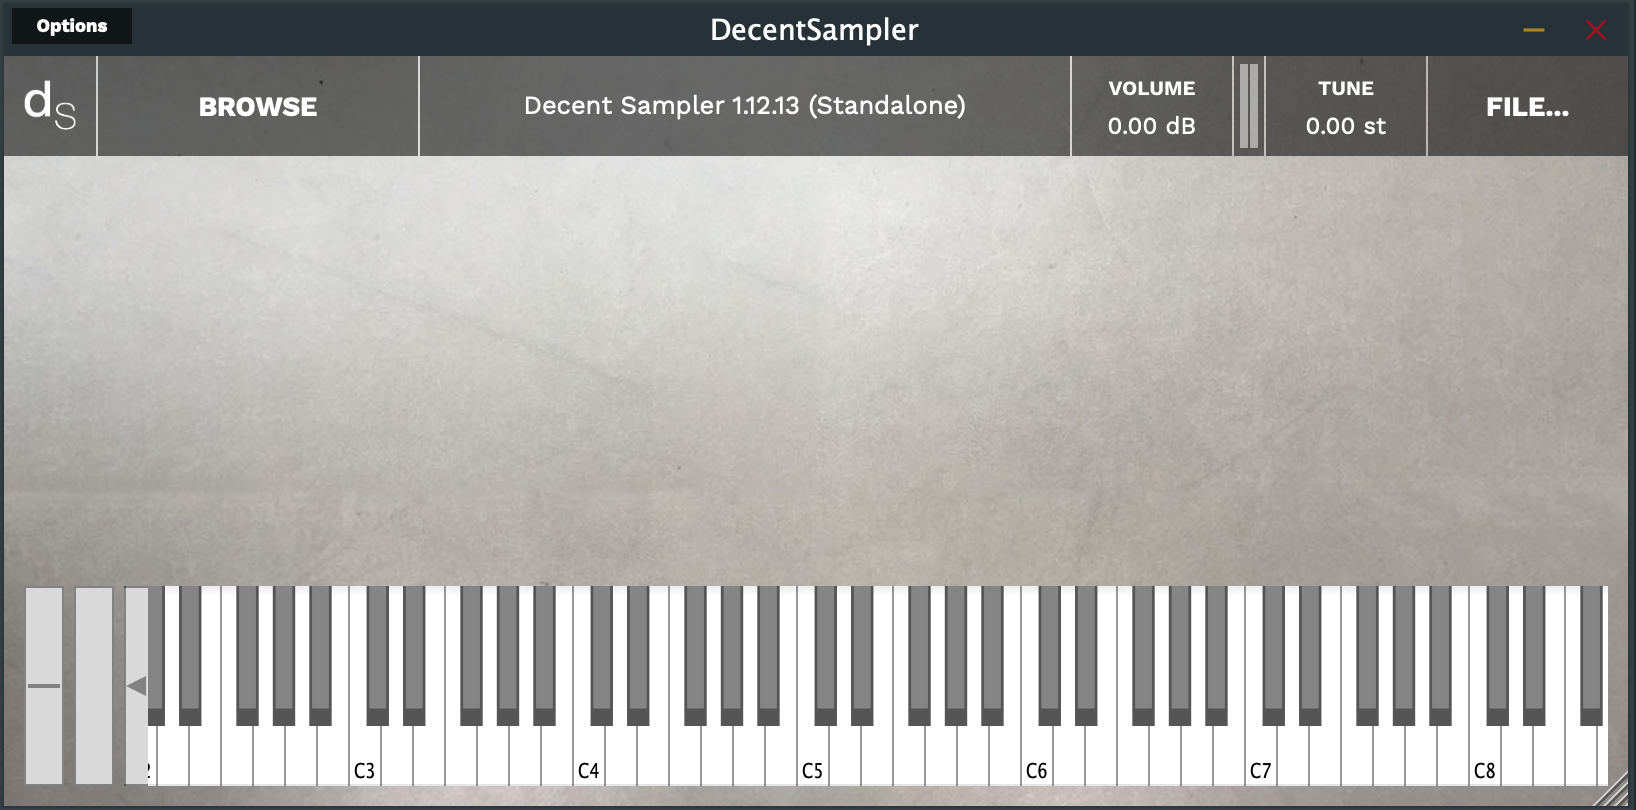 Options
DecentSampler
dS
BROWSE
Decent Sampler 1.12.13 (Standalone)
VOLUME
0.00 dB
TUNE
0.00 st
FILE...
C3
C4
C5
C6
C7
C8